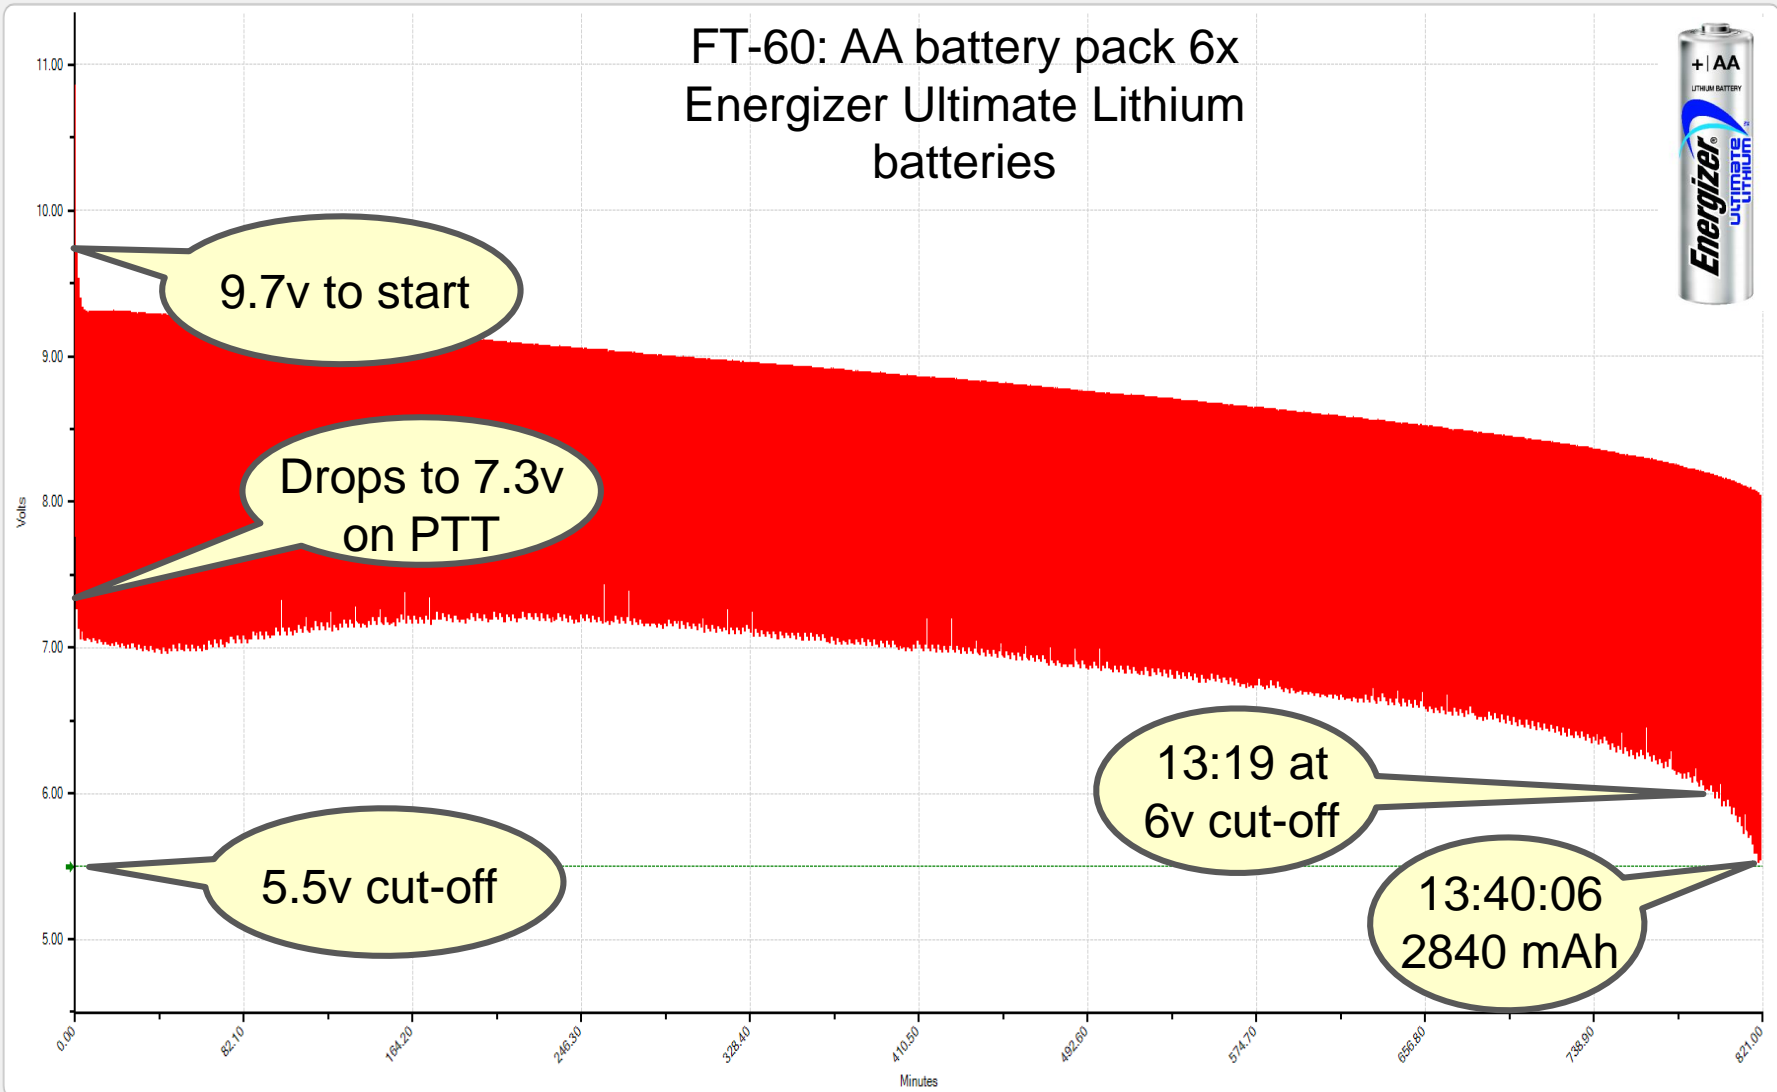 FT-60: AA battery pack 6x
Energizer Ultimate Lithium
batteries
+ AA
LITHIUM BATTERY
Energizer®
ULTIMATE
LITHIUM
9.7v to start
Drops to 7.3v
on PTT
5.5v cut-off
13:19 at
6v cut-off
13:40:06
2840 mAh
Volts
11.00
10.00
9.00
8.00
7.00
6.00
5.00
0.00
82.10
164.20
246.30
328.40
410.50
492.60
574.70
656.80
738.90
821.00
Minutes